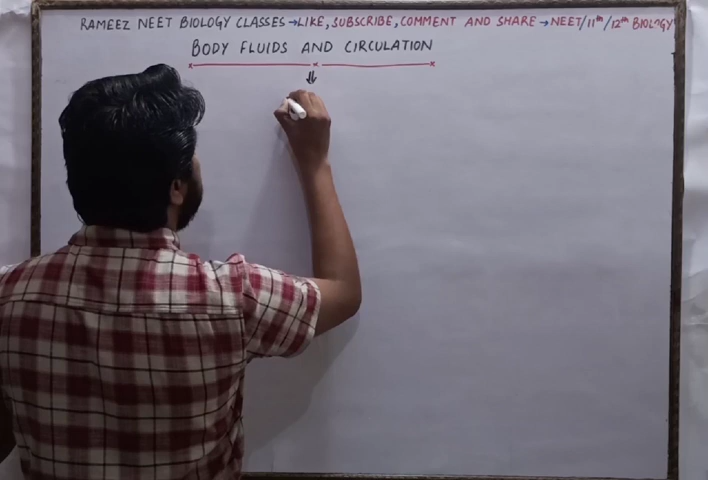 RAMEEZ NEET BIOLOGY CLASSES → LIKE, SUBSCRIBE, COMMENT AND SHARE → NEET/11th/12th BIOLOGY
BODY FLUIDS AND CIRCULATION